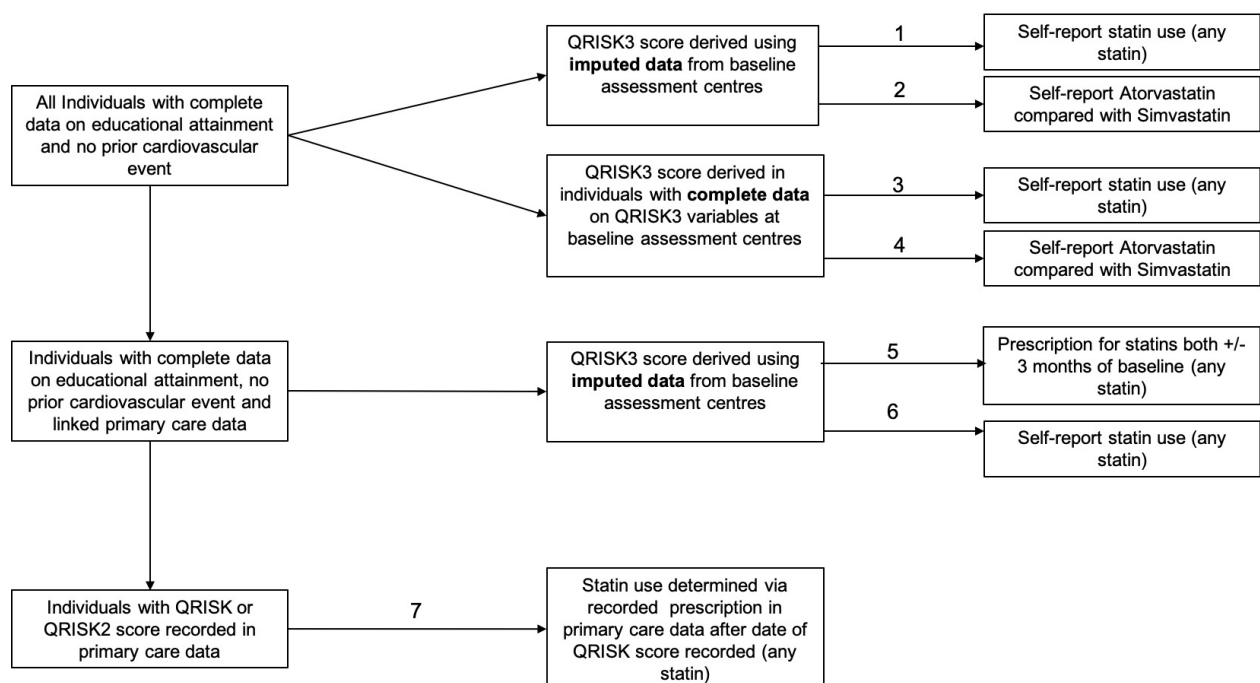 All Individuals with complete
data on educational attainment
and no prior cardiovascular
event
QRISK3 score derived using
imputed data from baseline
assessment centres
1
Self-report statin use (any
statin)
2
Self-report Atorvastatin
compared with Simvastatin
QRISK3 score derived in
individuals with complete data
on QRISK3 variables at
baseline assessment centres
3
Self-report statin use (any
statin)
4
Self-report Atorvastatin
compared with Simvastatin
Individuals with complete data
on educational attainment, no
prior cardiovascular event and
linked primary care data
QRISK3 score derived using
imputed data from baseline
assessment centres
5
Prescription for statins both +/-
3 months of baseline (any
statin)
6
Self-report statin use (any
statin)
Individuals with QRISK or
QRISK2 score recorded in
primary care data
7
Statin use determined via
recorded prescription in
primary care data after date of
QRISK score recorded (any
statin)